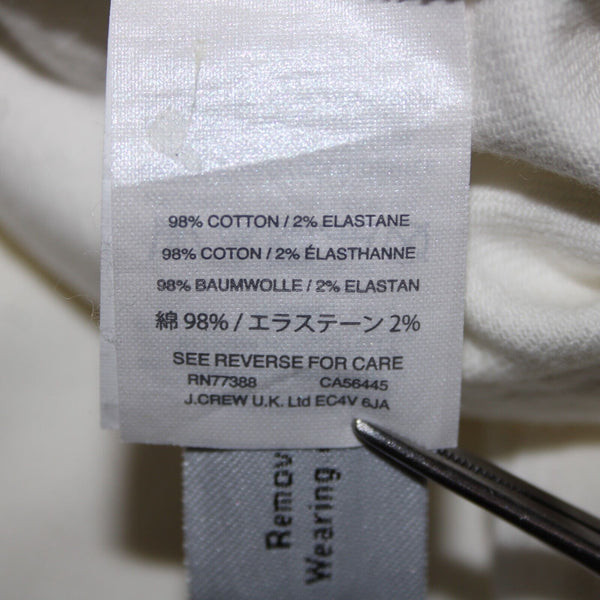 98% COTTON / 2% ELASTANE
98% COTON / 2% ÉLASTHANNE
98% BAUMWOLLE / 2% ELASTAN
綿 98% / エラステーン 2%
SEE REVERSE FOR CARE
RN77388 CA56445
J.CREW U.K. Ltd EC4V 6JA
Remov
Wearing